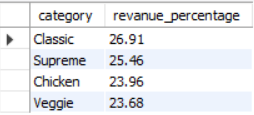 category revanue_percentage
Classic 26.91
Supreme 25.46
Chicken 23.96
Veggie 23.68